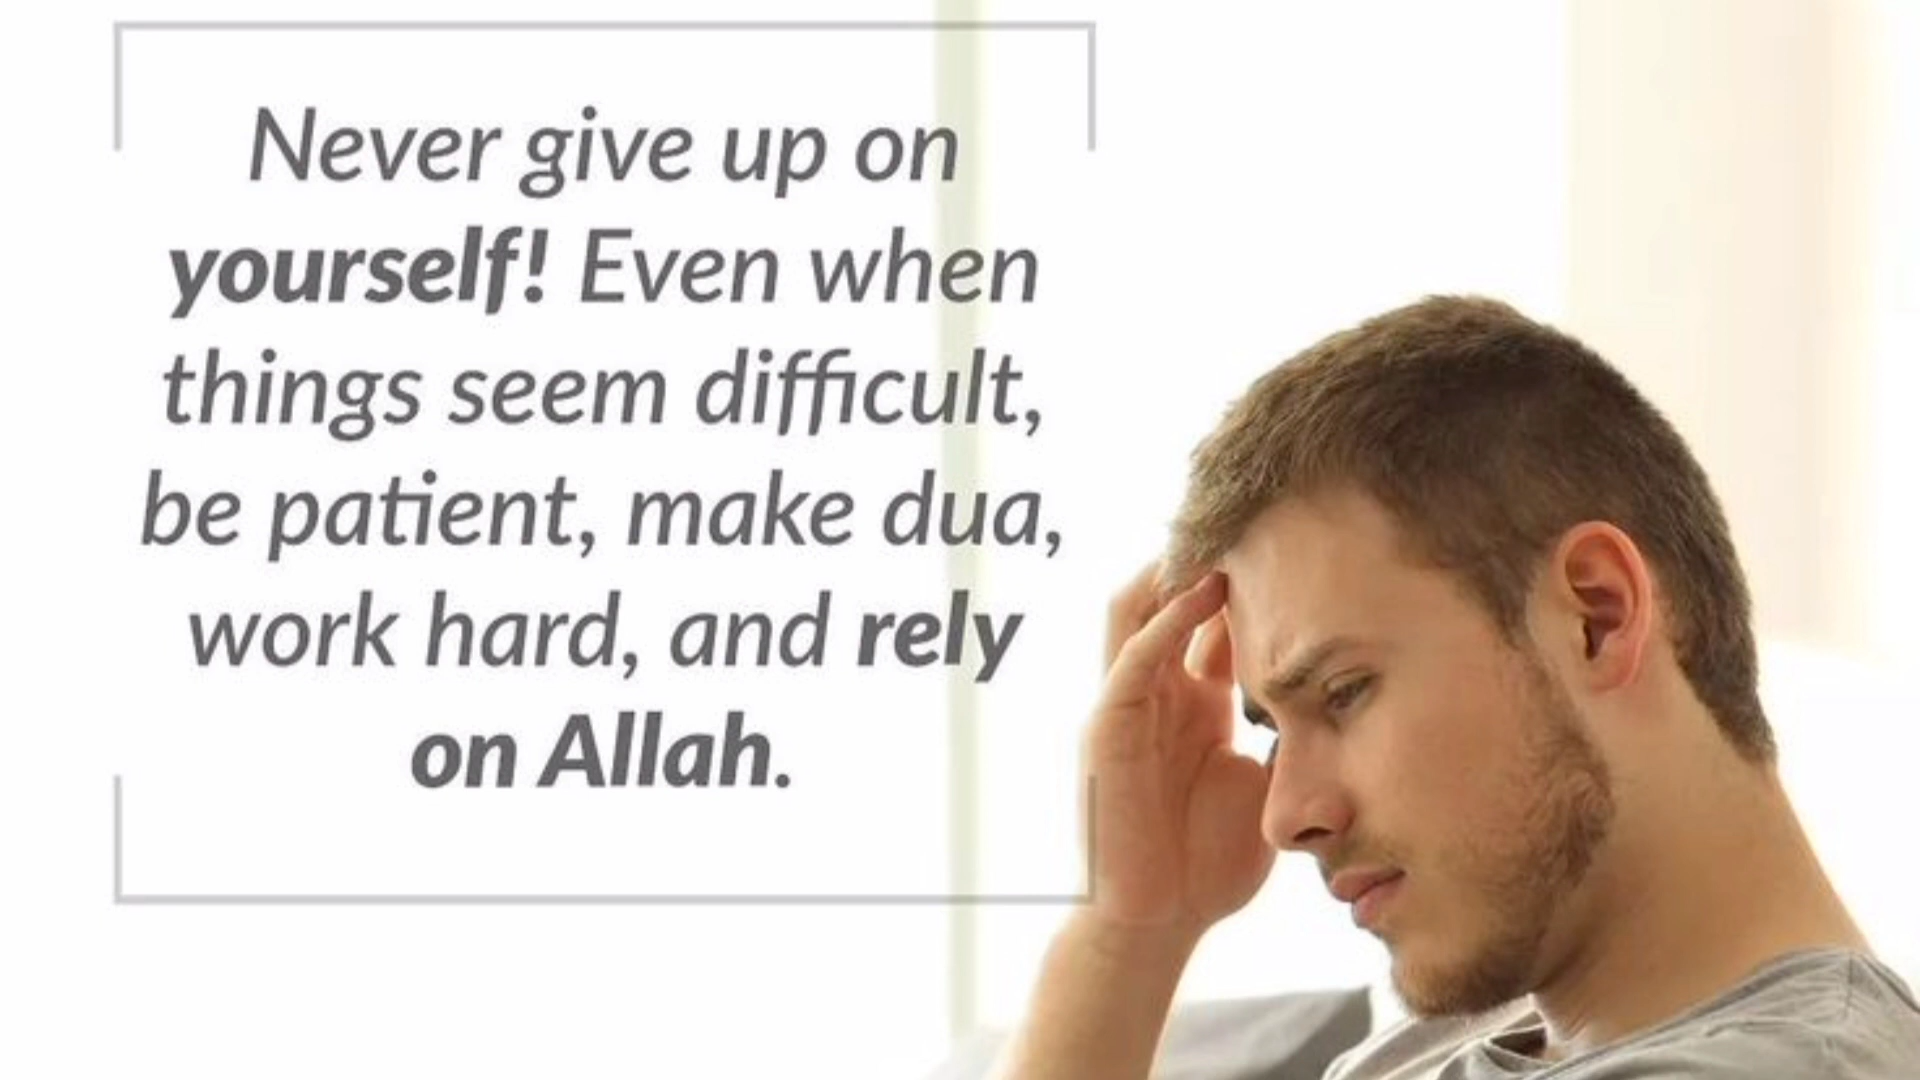 Never give up on
yourself! Even when
things seem difficult,
be patient, make dua,
work hard, and rely
on Allah.